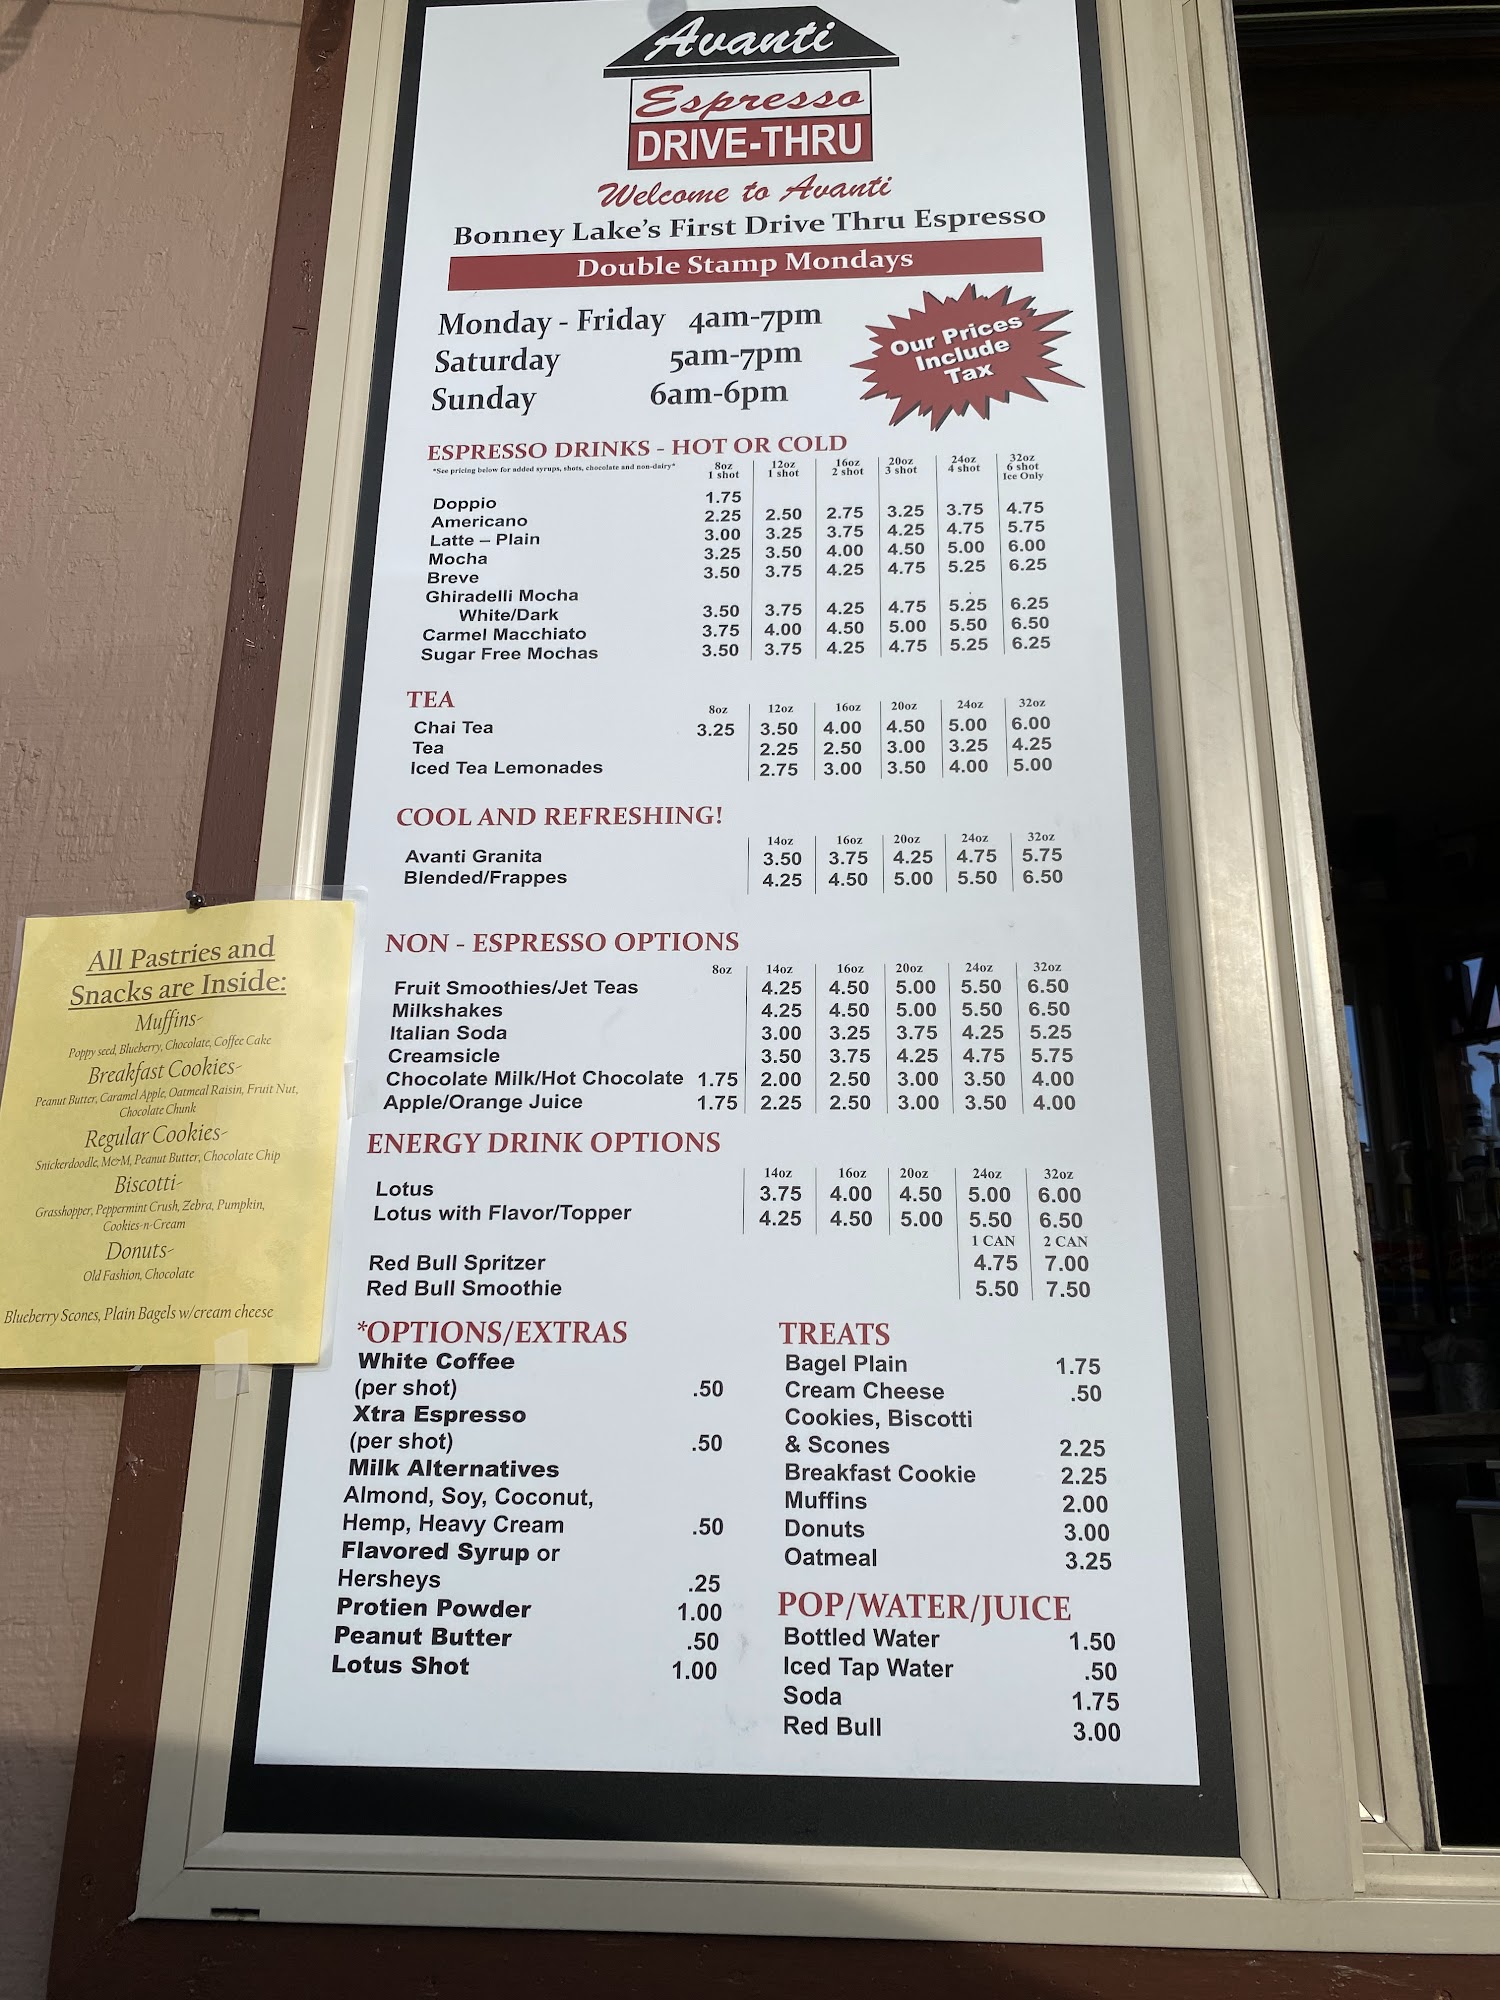 Avanti
Espresso
DRIVE-THRU
Welcome to Avanti
Bonney Lake's First Drive Thru Espresso
Double Stamp Mondays
Monday - Friday 4am-7pm
Saturday 5am-7pm
Sunday 6am-6pm
Our Prices
Include
Tax
ESPRESSO DRINKS - HOT OR COLD
*See pricing below for added syrups, shots, chocolate and non-dairy*
8oz 12oz 16oz 20oz 24oz 32oz
1 shot 1 shot 2 shot 3 shot 4 shot 6 shot
Ice Only
Doppio 1.75
Americano 2.25 2.50 2.75 3.25 3.75 4.75
Latte – Plain 3.00 3.25 3.75 4.25 4.75 5.75
Mocha 3.25 3.50 4.00 4.50 5.00 6.00
Breve 3.50 3.75 4.25 4.75 5.25 6.25
Ghiradelli Mocha
White/Dark 3.50 3.75 4.25 4.75 5.25 6.25
Carmel Macchiato 3.75 4.00 4.50 5.00 5.50 6.50
Sugar Free Mochas 3.50 3.75 4.25 4.75 5.25 6.25
TEA
8oz 12oz 16oz 20oz 24oz 32oz
Chai Tea 3.25 3.50 4.00 4.50 5.00 6.00
Tea 2.25 2.50 3.00 3.25 4.25
Iced Tea Lemonades 2.75 3.00 3.50 4.00 5.00
COOL AND REFRESHING!
14oz 16oz 20oz 24oz 32oz
Avanti Granita 3.50 3.75 4.25 4.75 5.75
Blended/Frappes 4.25 4.50 5.00 5.50 6.50
NON - ESPRESSO OPTIONS
8oz 14oz 16oz 20oz 24oz 32oz
Fruit Smoothies/Jet Teas 4.25 4.50 5.00 5.50 6.50
Milkshakes 4.25 4.50 5.00 5.50 6.50
Italian Soda 3.00 3.25 3.75 4.25 5.25
Creamsicle 3.50 3.75 4.25 4.75 5.75
Chocolate Milk/Hot Chocolate 1.75 2.00 2.50 3.00 3.50 4.00
Apple/Orange Juice 1.75 2.25 2.50 3.00 3.50 4.00
ENERGY DRINK OPTIONS
14oz 16oz 20oz 24oz 32oz
Lotus 3.75 4.00 4.50 5.00 6.00
Lotus with Flavor/Topper 4.25 4.50 5.00 5.50 6.50
1 CAN 2 CAN
Red Bull Spritzer 4.75 7.00
Red Bull Smoothie 5.50 7.50
*OPTIONS/EXTRAS
White Coffee
(per shot) .50
Xtra Espresso
(per shot) .50
Milk Alternatives
Almond, Soy, Coconut,
Hemp, Heavy Cream .50
Flavored Syrup or
Hersheys .25
Protien Powder 1.00
Peanut Butter .50
Lotus Shot 1.00
TREATS
Bagel Plain 1.75
Cream Cheese .50
Cookies, Biscotti
& Scones 2.25
Breakfast Cookie 2.25
Muffins 2.00
Donuts 3.00
Oatmeal 3.25
POP/WATER/JUICE
Bottled Water 1.50
Iced Tap Water .50
Soda 1.75
Red Bull 3.00
All Pastries and
Snacks are Inside:
Muffins-
Poppy seed, Blueberry, Chocolate, Coffee Cake
Breakfast Cookies-
Peanut Butter, Caramel Apple, Oatmeal Raisin, Fruit Nut,
Chocolate Chunk
Regular Cookies-
Snickerdoodle, M&M, Peanut Butter, Chocolate Chip
Biscotti-
Grasshopper, Peppermint Crush, Zebra, Pumpkin,
Cookies-n-Cream
Donuts-
Old Fashion, Chocolate
Blueberry Scones, Plain Bagels w/cream cheese